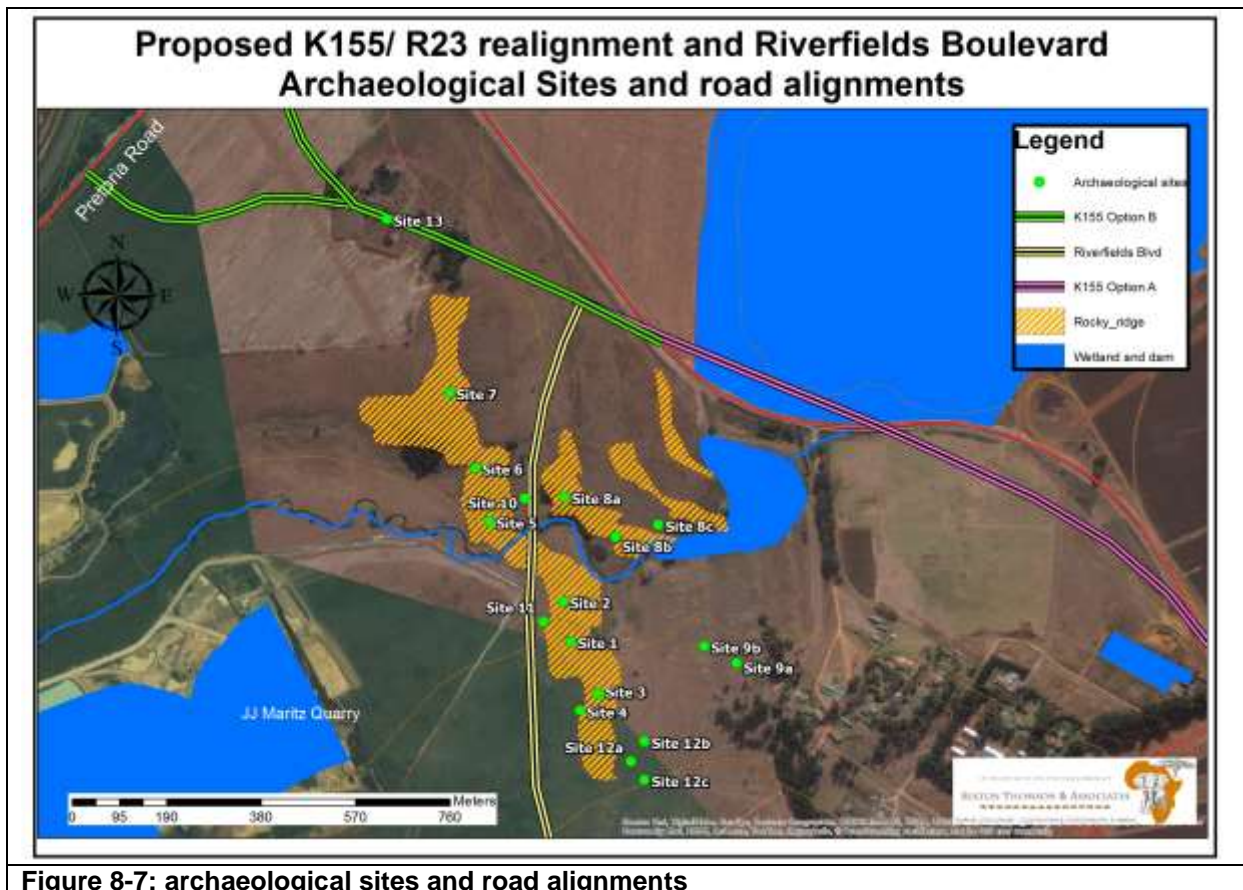 Proposed K155/ R23 realignment and Riverfields Boulevard
Archaeological Sites and road alignments
Pretoria Road
N
W
E
S
Legend
Archaeological sites
K155 Option B
Riverfields Blvd
K155 Option A
Rocky_ridge
Wetland and dam
Site 13
Site 7
Site 6
Site 10
Site 8a
Site 5
Site 8c
Site 8b
Site 2
Site 11
Site 1
Site 9b
Site 9a
Site 3
Site 4
JJ Maritz Quarry
Site 12b
Site 12a
Site 12c
Meters
0 95 190 380 570 760
& ASSOCIATES
Figure 8-7: archaeological sites and road alignments